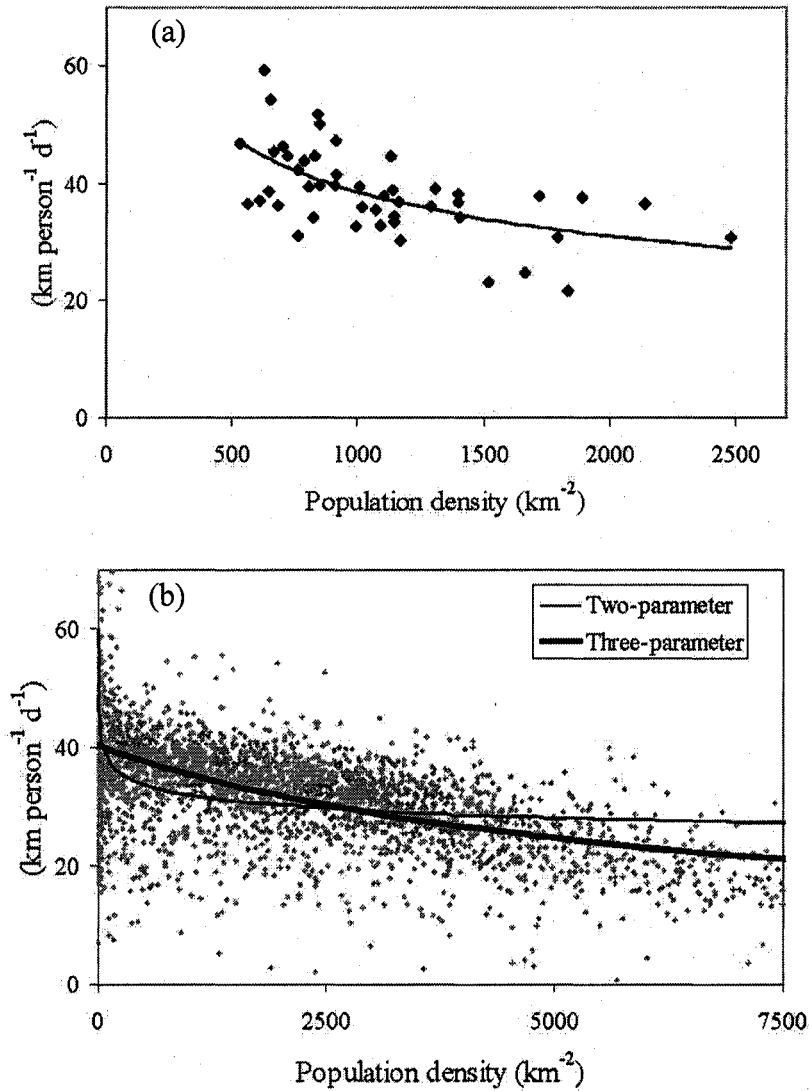 (a)
60
40
20
0
(km person⁻¹ d⁻¹)
0 500 1000 1500 2000 2500
Population density (km⁻²)
(b)
Two-parameter
Three-parameter
60
40
20
0
(km person⁻¹ d⁻¹)
0 2500 5000 7500
Population density (km⁻²)